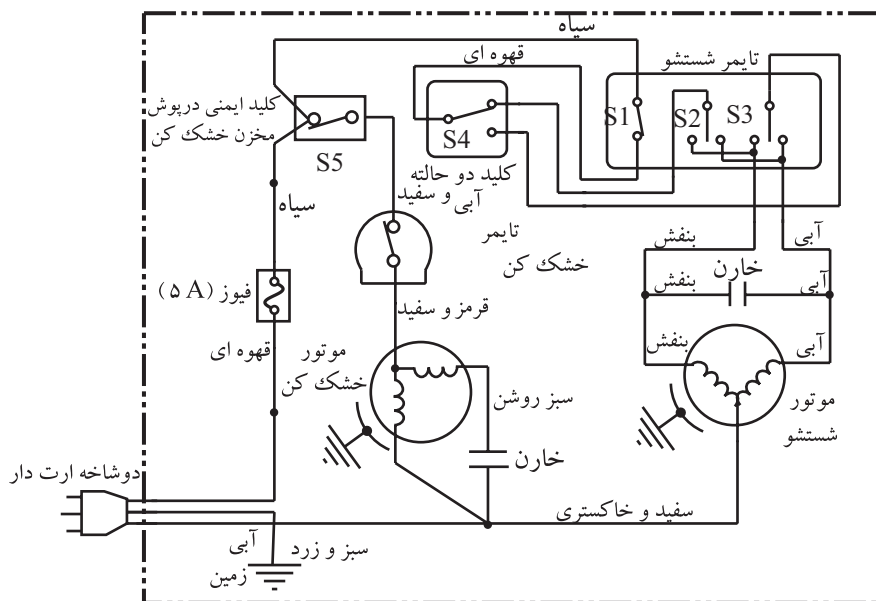 سیاه
تایمر شستشو
قهوه ای
کلید ایمنی درپوش
مخزن خشک کن
S1
S2
S3
S4
S5
کلید دو حالته
آبی و سفید
سیاه
تایمر
خشک کن
بنفش
آبی
خازن
بنفش
آبی
فیوز (۵ A)
قرمز و سفید
قهوه ای
موتور
خشک کن
بنفش
آبی
سبز روشن
موتور
شستشو
خازن
دوشاخه ارت دار
سفید و خاکستری
آبی
سبز و زرد
زمین